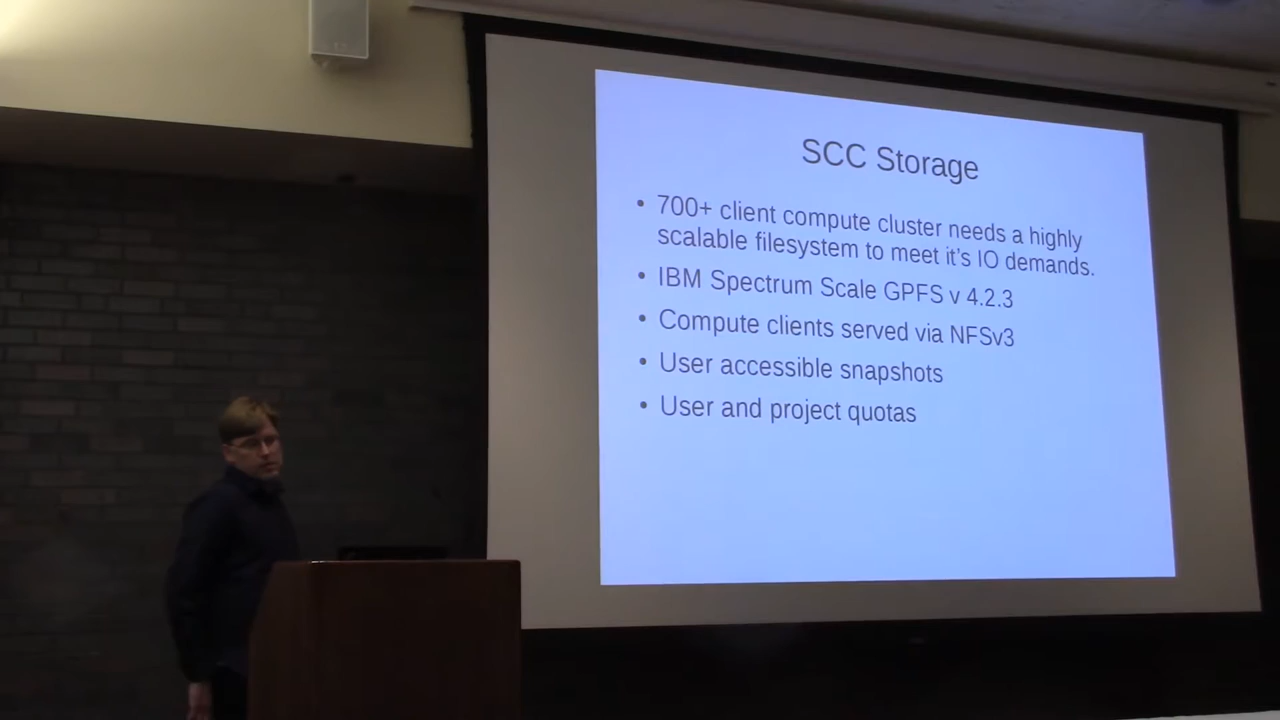 SCC Storage
• 700+ client compute cluster needs a highly
scalable filesystem to meet it's IO demands.
• IBM Spectrum Scale GPFS v 4.2.3
• Compute clients served via NFSv3
• User accessible snapshots
• User and project quotas